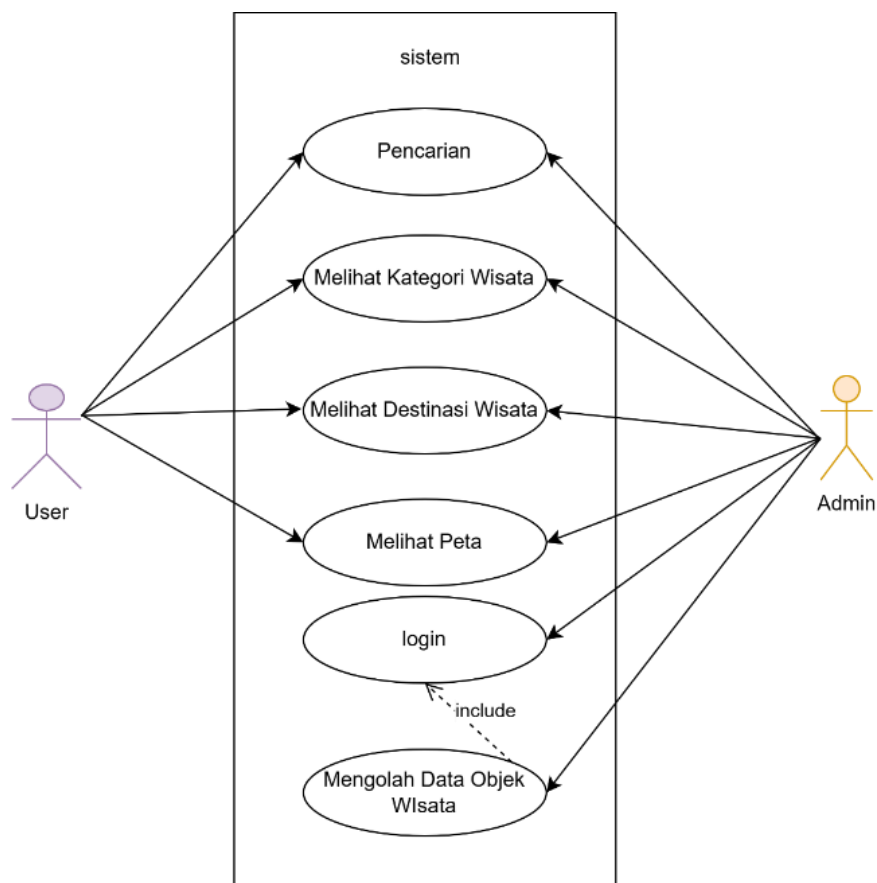 sistem
Pencarian
Melihat Kategori Wisata
Melihat Destinasi Wisata
User
Admin
Melihat Peta
login
include
Mengolah Data Objek
WIsata